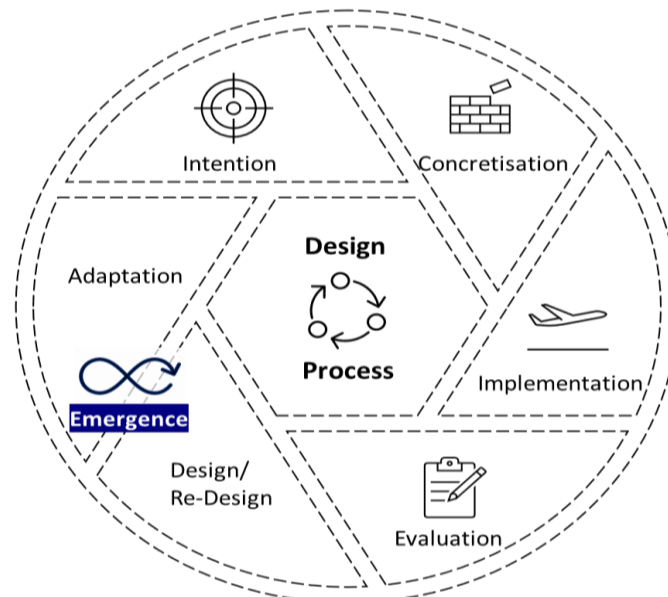 Intention
Concretisation
Design
Process
Adaptation
Emergence
Implementation
Design/
Re-Design
Evaluation